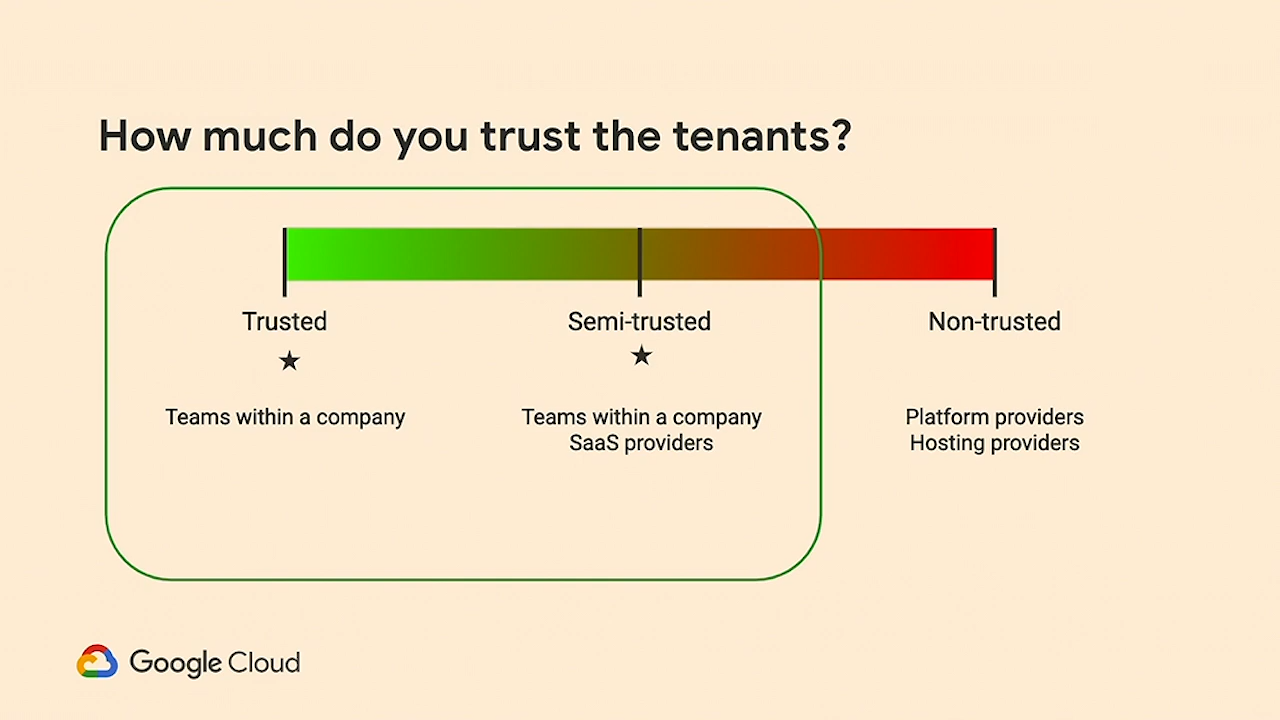 How much do you trust the tenants?
Trusted
Semi-trusted
Non-trusted
★
★
Teams within a company
Teams within a company
SaaS providers
Platform providers
Hosting providers
Google Cloud